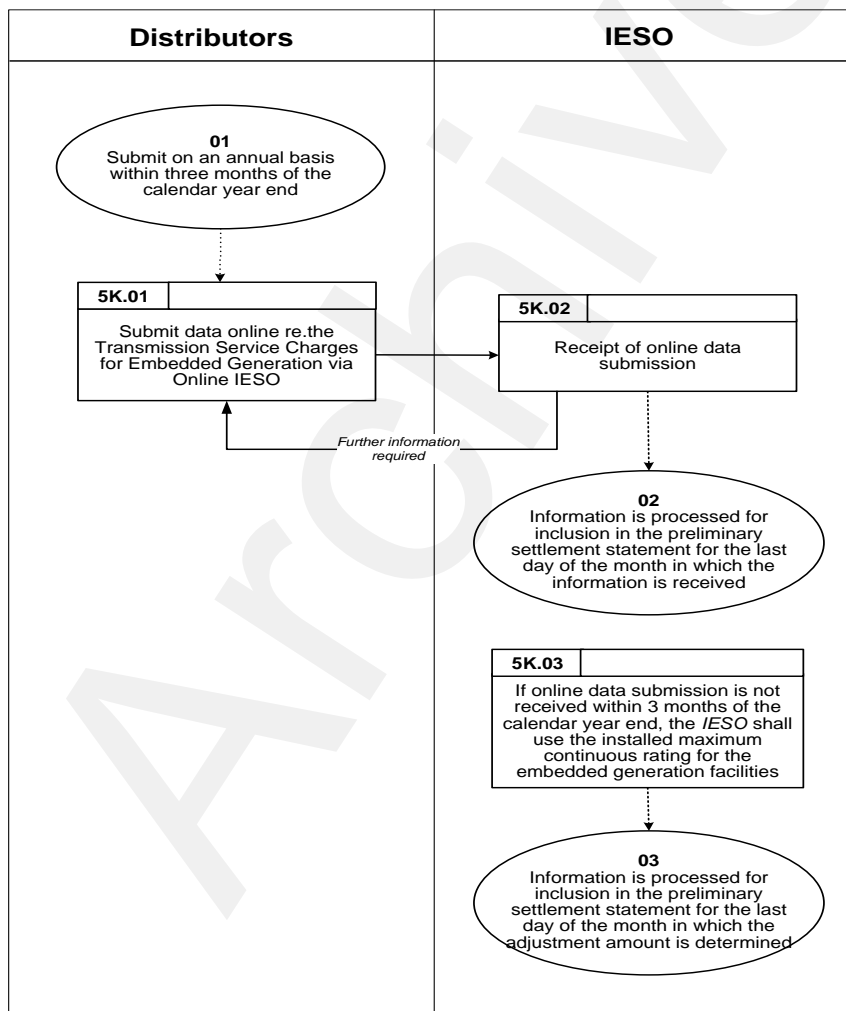 Distributors
IESO
01
Submit on an annual basis
within three months of the
calendar year end
5K.01
Submit data online re.the
Transmission Service Charges
for Embedded Generation via
Online IESO
5K.02
Receipt of online data
submission
Further information
required
02
Information is processed for
inclusion in the preliminary
settlement statement for the last
day of the month in which the
information is received
5K.03
If online data submission is not
received within 3 months of the
calendar year end, the IESO shall
use the installed maximum
continuous rating for the
embedded generation facilities
03
Information is processed for
inclusion in the preliminary
settlement statement for the last
day of the month in which the
adjustment amount is determined
Archive